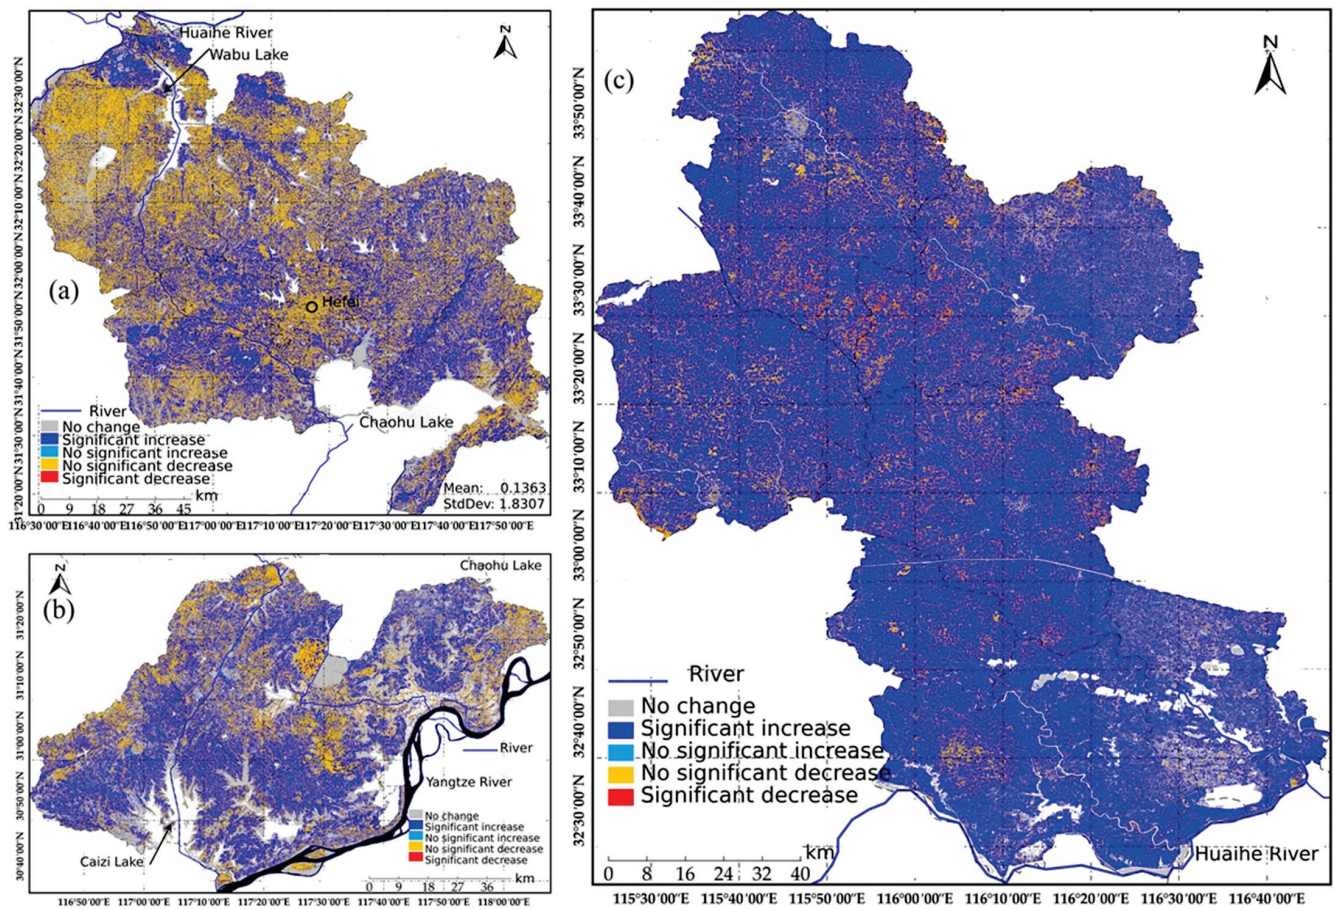 Huaihe River
Wabu Lake
N
(a)
Hefai
Chaohu Lake
River
No change
Significant increase
No significant increase
No significant decrease
Significant decrease
km
0 9 18 27 36 45
Mean: 0.1363
StdDev: 1.8307
32°30'00"N
32°20'00"N
32°10'00"N
32°00'00"N
31°50'00"N
31°40'00"N
31°30'00"N
31°20'00"N
116°30'00"E 116°40'00"E 116°50'00"E 117°00'00"E 117°10'00"E 117°20'00"E 117°30'00"E 117°40'00"E 117°50'00"E
N
(b)
Chaohu Lake
River
Yangtze River
Caizi Lake
No change
Significant increase
No significant increase
No significant decrease
Significant decrease
km
0 9 18 27 36
31°20'00"N
31°10'00"N
31°00'00"N
30°50'00"N
30°40'00"N
116°50'00"E 117°00'00"E 117°10'00"E 117°20'00"E 117°30'00"E 117°40'00"E 117°50'00"E 118°00'00"E
(c)
N
33°50'00"N
33°40'00"N
33°30'00"N
33°20'00"N
33°10'00"N
33°00'00"N
32°50'00"N
32°40'00"N
32°30'00"N
River
No change
Significant increase
No significant increase
No significant decrease
Significant decrease
km
0 8 16 24 32 40
Huaihe River
115°30'00"E 115°40'00"E 115°50'00"E 116°00'00"E 116°10'00"E 116°20'00"E 116°30'00"E 116°40'00"E